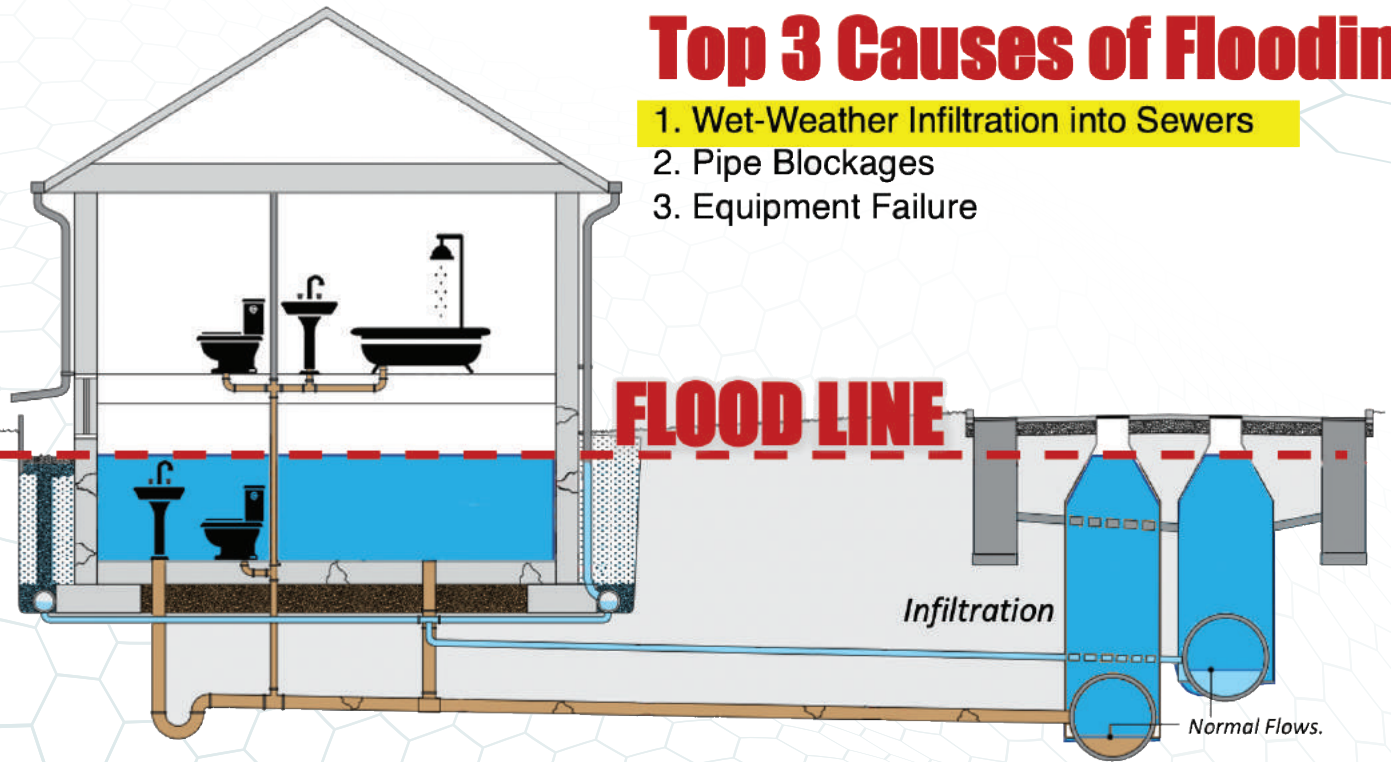 Top 3 Causes of Floodin
1. Wet-Weather Infiltration into Sewers
2. Pipe Blockages
3. Equipment Failure
FLOOD LINE
Infiltration
Normal Flows.